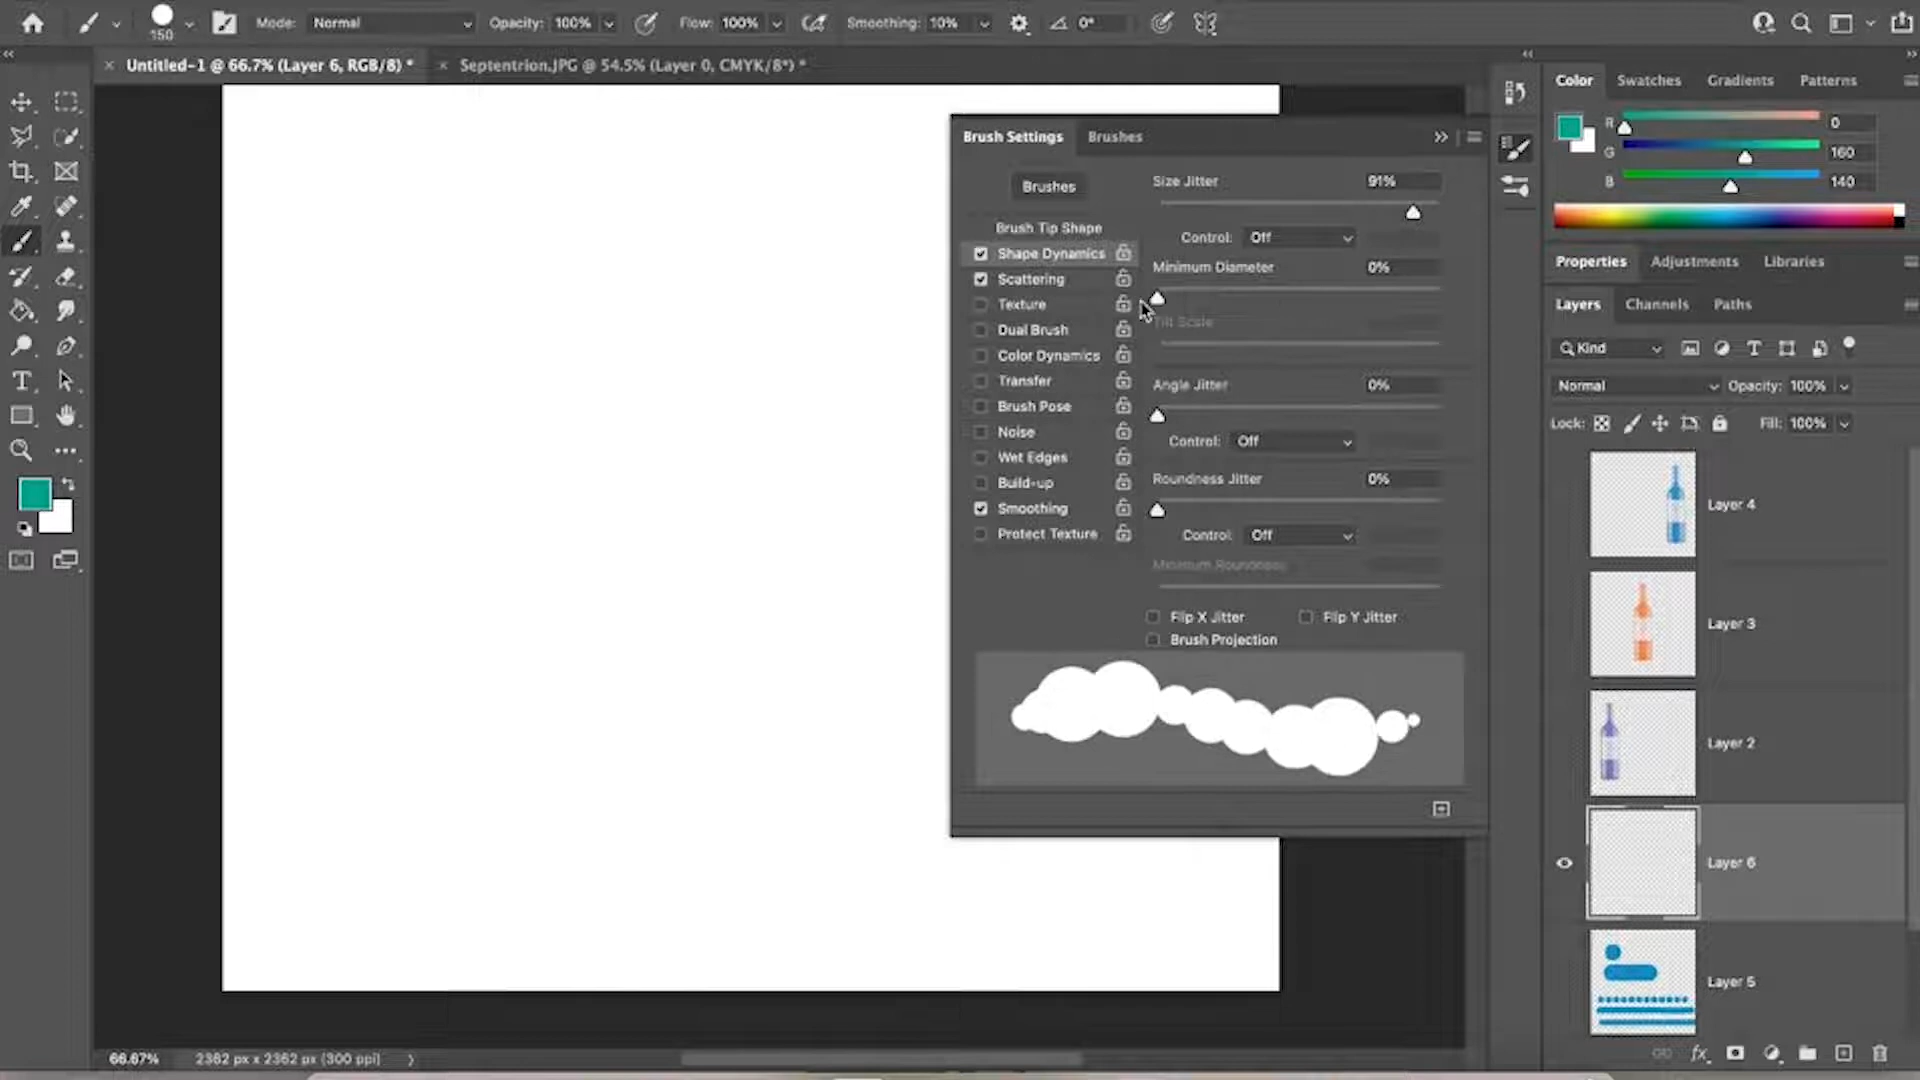 150
Mode: Normal
Opacity: 100%
Flow: 100%
Smoothing: 10%
0°
Untitled-1 @ 66.7% (Layer 6, RGB/8) *
Septentrion.JPG @ 54.5% (Layer 0, CMYK/8*) *
Brush Settings
Brushes
Brushes
Brush Tip Shape
Shape Dynamics
Scattering
Texture
Dual Brush
Color Dynamics
Transfer
Brush Pose
Noise
Wet Edges
Build-up
Smoothing
Protect Texture
Size Jitter 91%
Control: Off
Minimum Diameter 0%
Tilt Scale
Angle Jitter 0%
Control: Off
Roundness Jitter 0%
Control: Off
Minimum Roundness
Flip X Jitter Flip Y Jitter
Brush Projection
Color Swatches Gradients Patterns
R 0
G 160
B 140
Properties Adjustments Libraries
Layers Channels Paths
Kind
Normal Opacity: 100%
Lock: Fill: 100%
Layer 4
Layer 3
Layer 2
Layer 6
Layer 5
fx
66.67% 2362 px x 2362 px (300 ppi)